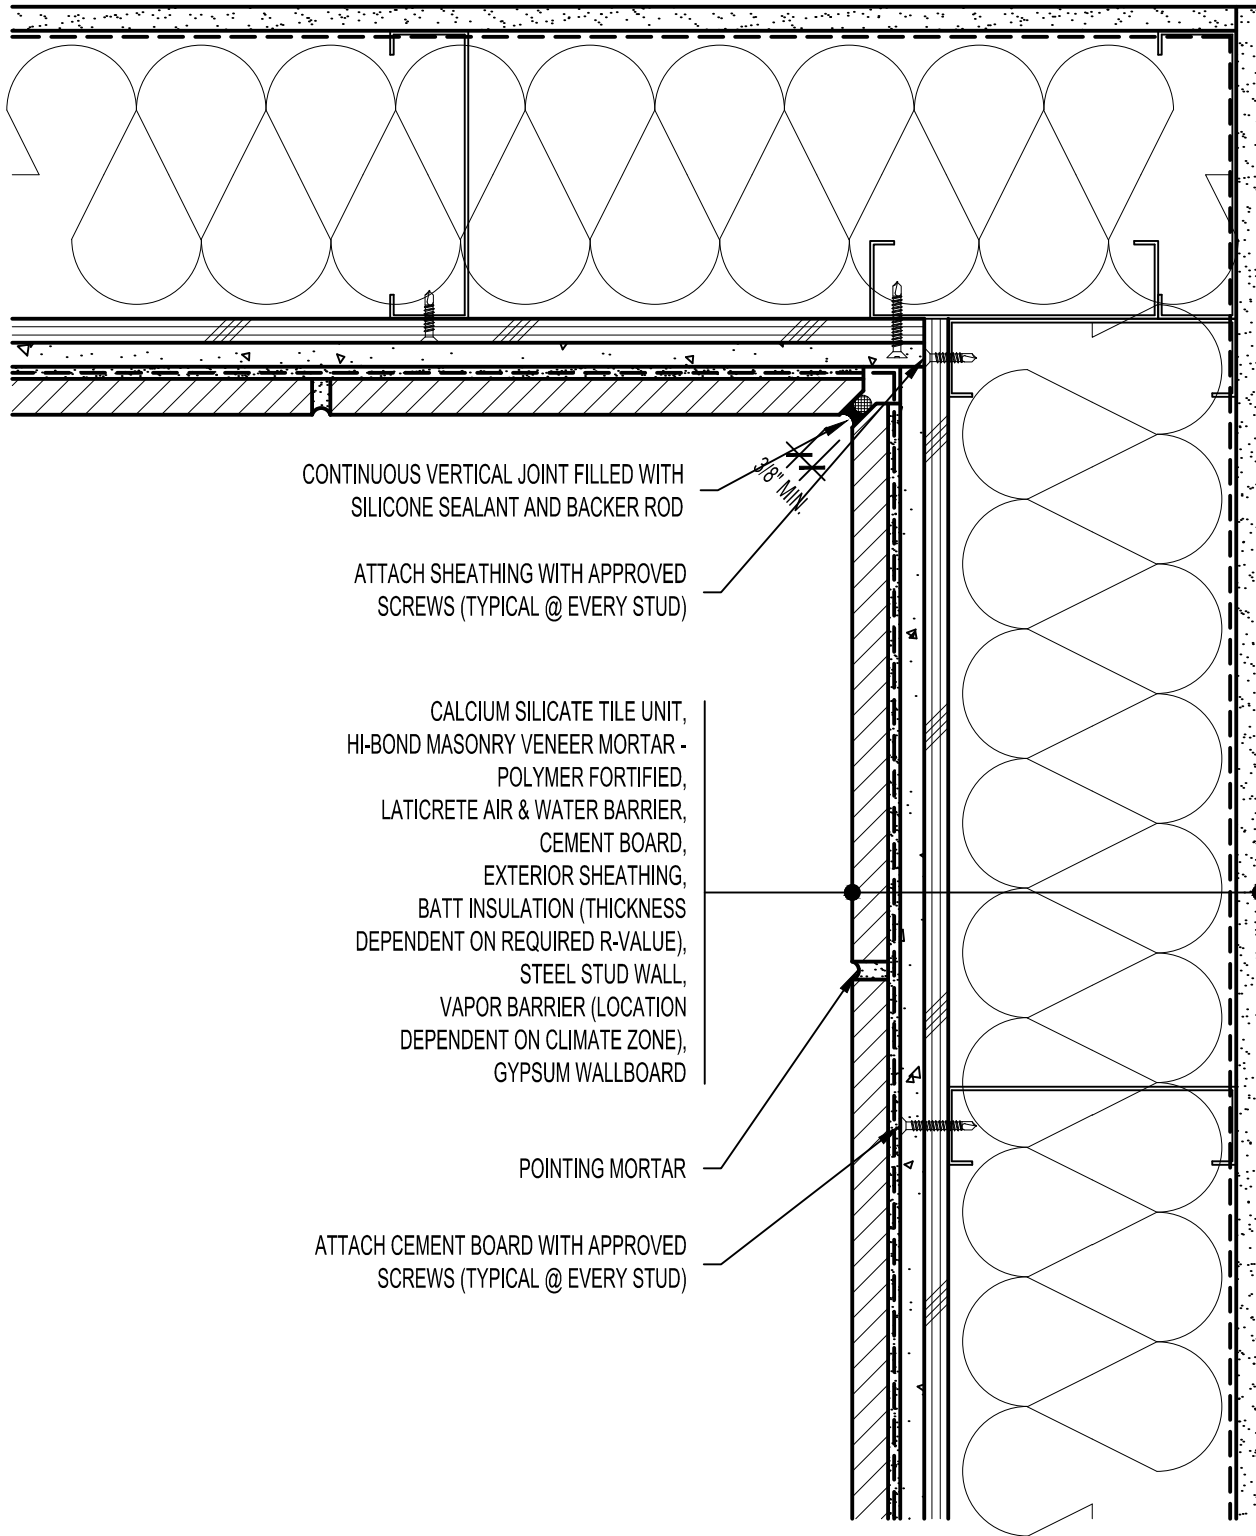 CONTINUOUS VERTICAL JOINT FILLED WITH
SILICONE SEALANT AND BACKER ROD
3/8" MIN.
ATTACH SHEATHING WITH APPROVED
SCREWS (TYPICAL @ EVERY STUD)
CALCIUM SILICATE TILE UNIT,
HI-BOND MASONRY VENEER MORTAR -
POLYMER FORTIFIED,
LATICRETE AIR & WATER BARRIER,
CEMENT BOARD,
EXTERIOR SHEATHING,
BATT INSULATION (THICKNESS
DEPENDENT ON REQUIRED R-VALUE),
STEEL STUD WALL,
VAPOR BARRIER (LOCATION
DEPENDENT ON CLIMATE ZONE),
GYPSUM WALLBOARD
POINTING MORTAR
ATTACH CEMENT BOARD WITH APPROVED
SCREWS (TYPICAL @ EVERY STUD)